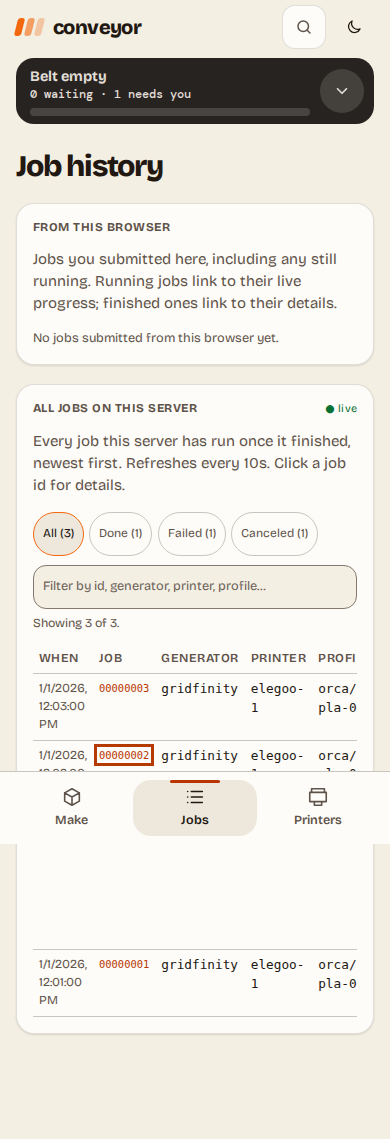 conveyor
Belt empty
0 waiting · 1 needs you
Job history
FROM THIS BROWSER
Jobs you submitted here, including any still
running. Running jobs link to their live
progress; finished ones link to their details.
No jobs submitted from this browser yet.
ALL JOBS ON THIS SERVER
live
Every job this server has run once it finished,
newest first. Refreshes every 10s. Click a job
id for details.
All (3) Done (1) Failed (1) Canceled (1)
Filter by id, generator, printer, profile...
Showing 3 of 3.
WHEN JOB GENERATOR PRINTER PROFI
1/1/2026, 00000003 gridfinity elegoo- orca/
12:03:00 1 pla-0
PM
1/1/2026, 00000002 gridfinity elegoo- orca/
Make Jobs Printers
1/1/2026, 00000001 gridfinity elegoo- orca/
12:01:00 1 pla-0
PM